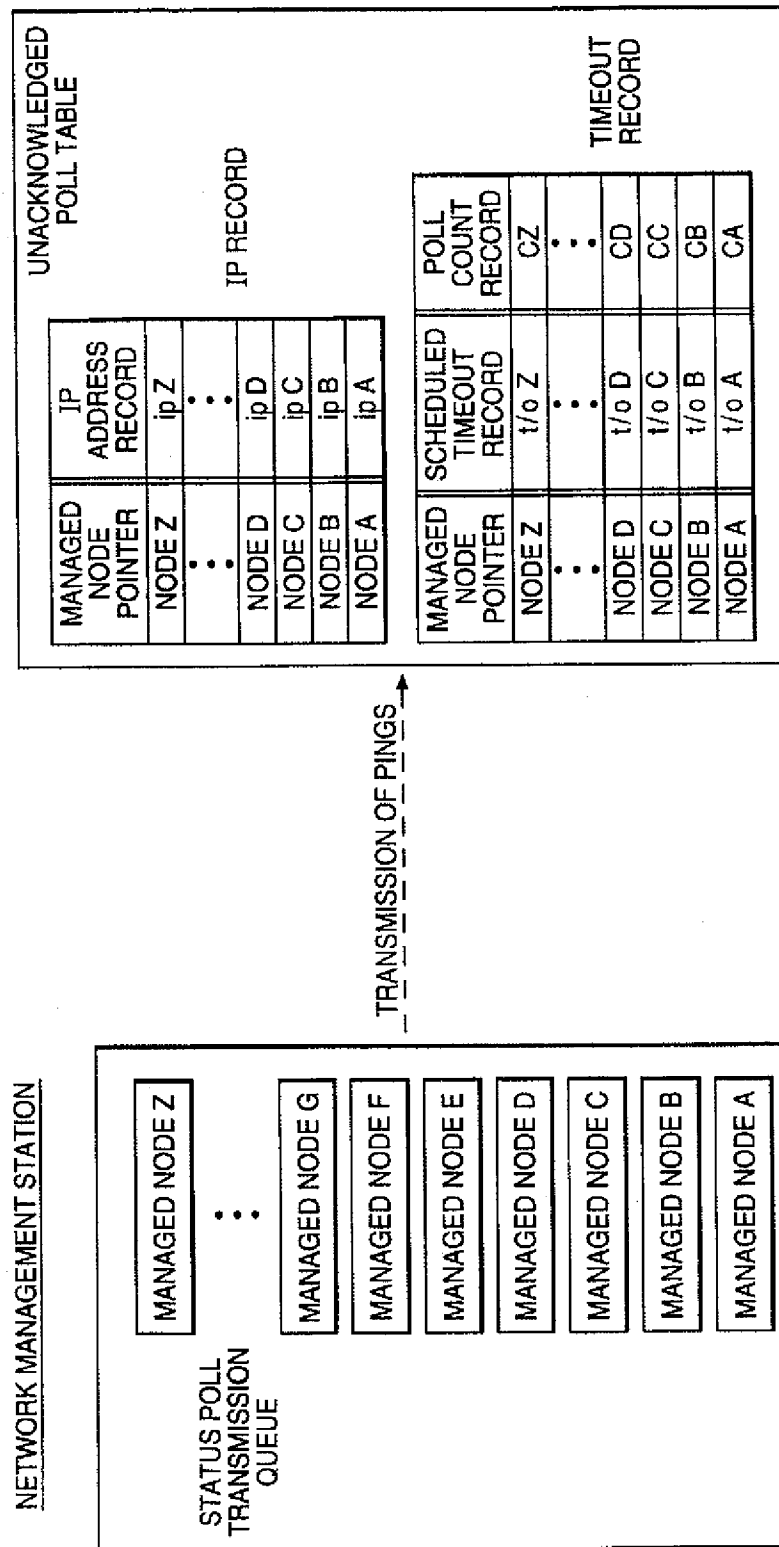 NETWORK MANAGEMENT STATION
STATUS POLL
TRANSMISSION
QUEUE
MANAGED NODE Z
•••
MANAGED NODE G
MANAGED NODE F
MANAGED NODE E
MANAGED NODE D
MANAGED NODE C
MANAGED NODE B
MANAGED NODE A
TRANSMISSION OF PINGS
UNACKNOWLEDGED
POLL TABLE
IP RECORD
MANAGED NODE POINTER IP ADDRESS RECORD
NODE Z ip Z
••• •••
NODE D ip D
NODE C ip C
NODE B ip B
NODE A ip A
TIMEOUT
RECORD
MANAGED NODE POINTER SCHEDULED TIMEOUT RECORD POLL COUNT RECORD
NODE Z t/o Z CZ
••• ••• •••
NODE D t/o D CD
NODE C t/o C CC
NODE B t/o B CB
NODE A t/o A CA